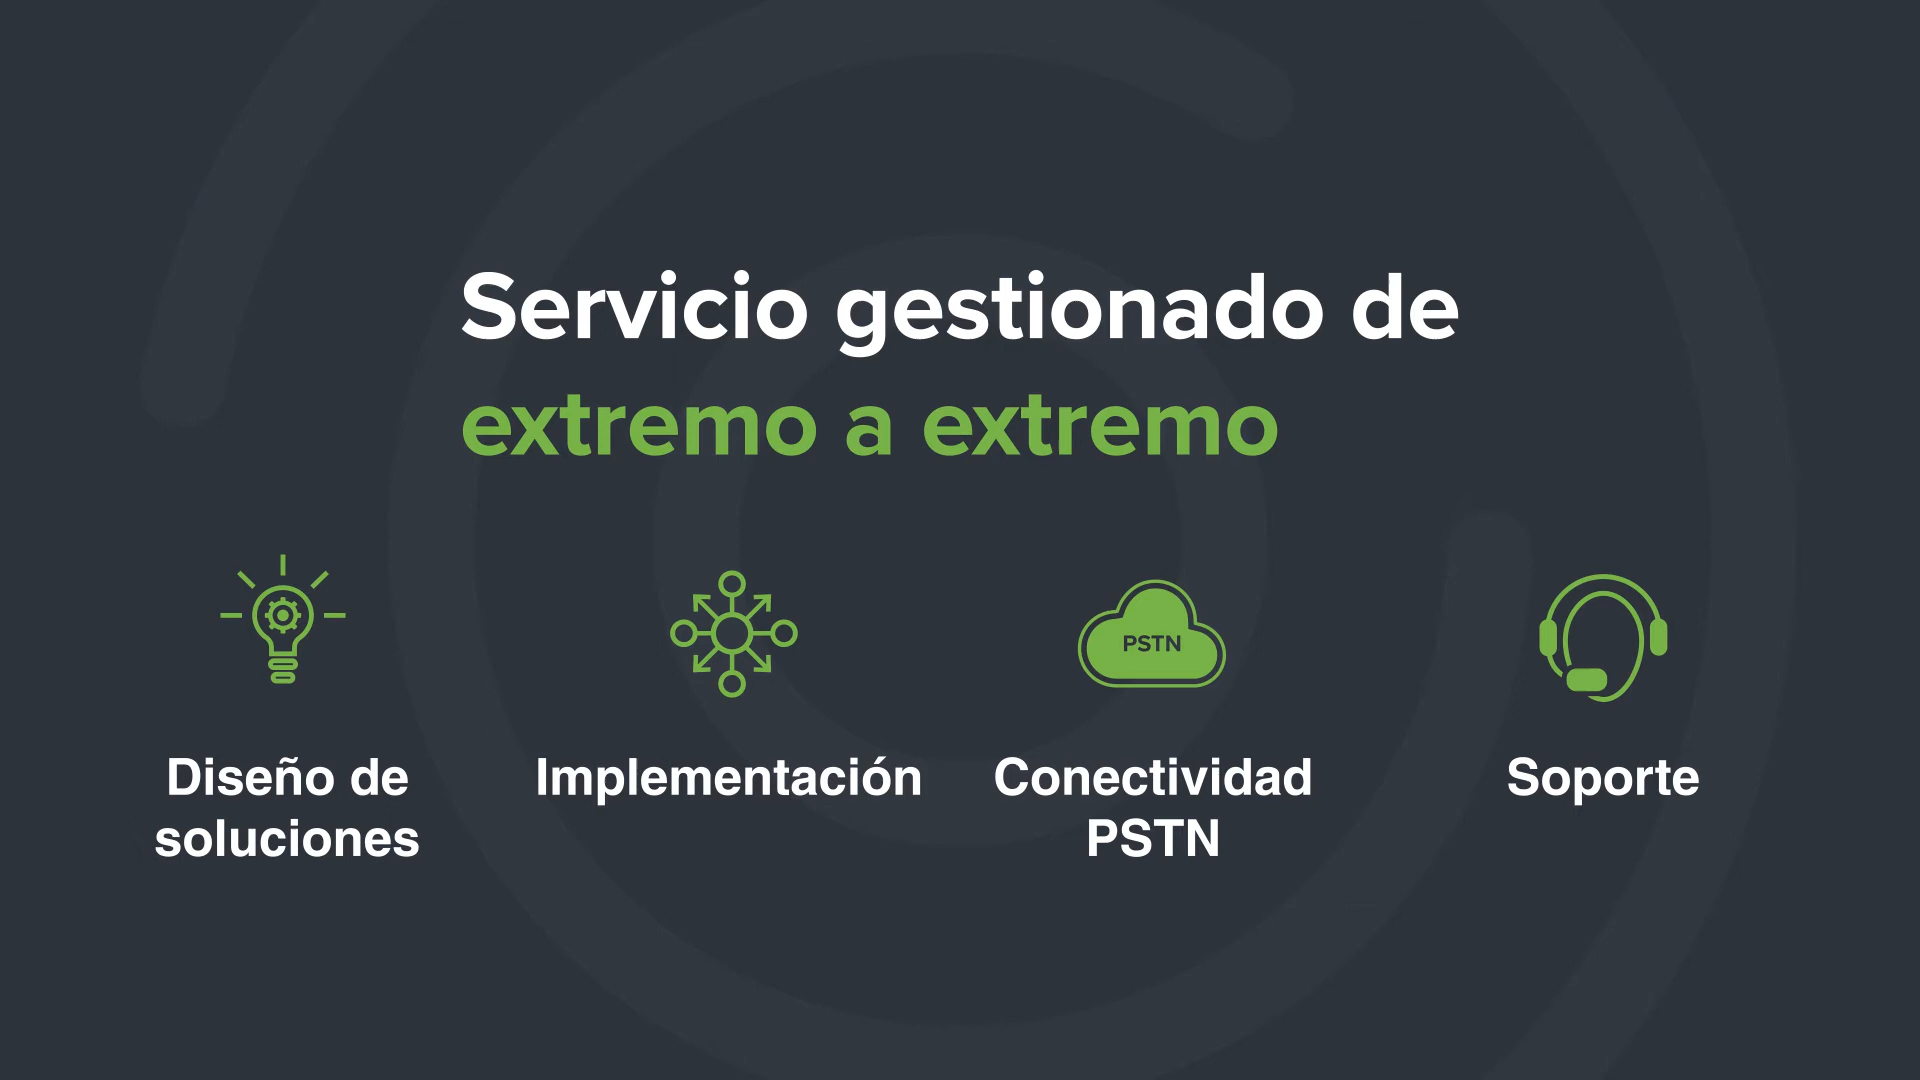 Servicio gestionado de
extremo a extremo
Diseño de
soluciones
Implementación
PSTN
Conectividad
PSTN
Soporte